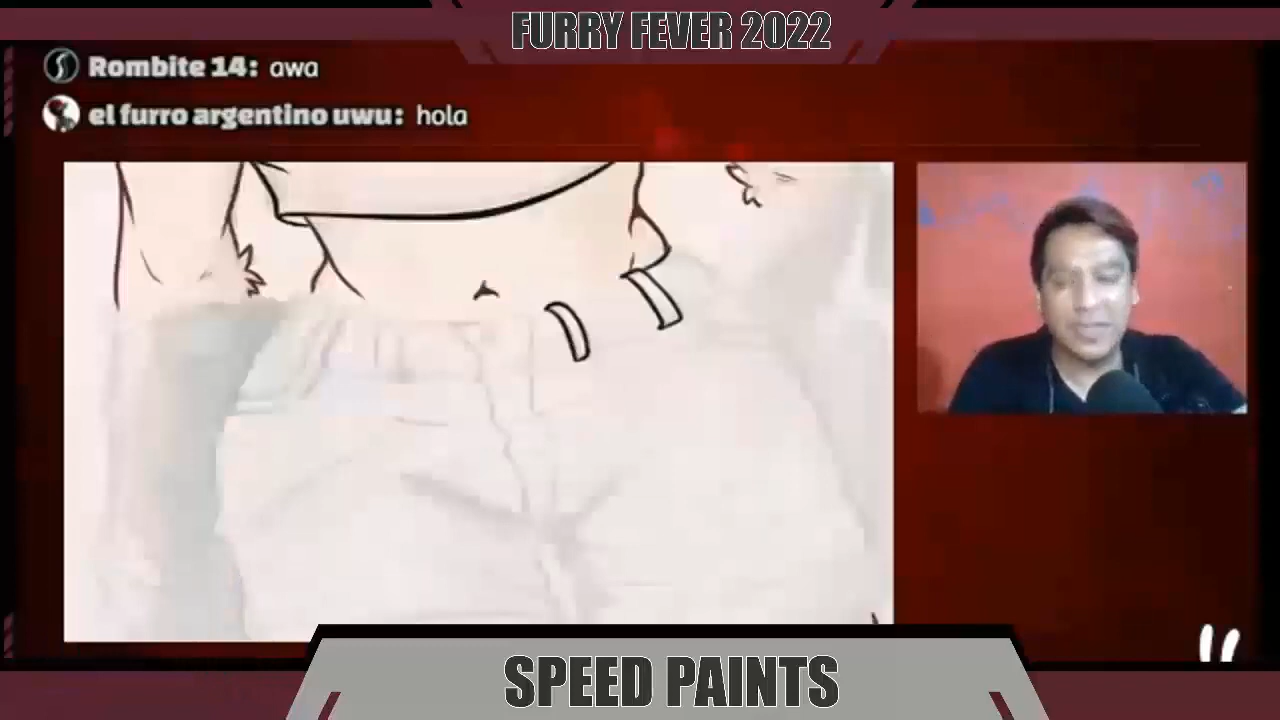 FURRY FEVER 2022
Rombite 14: awa
el furro argentino uwu: hola
SPEED PAINTS